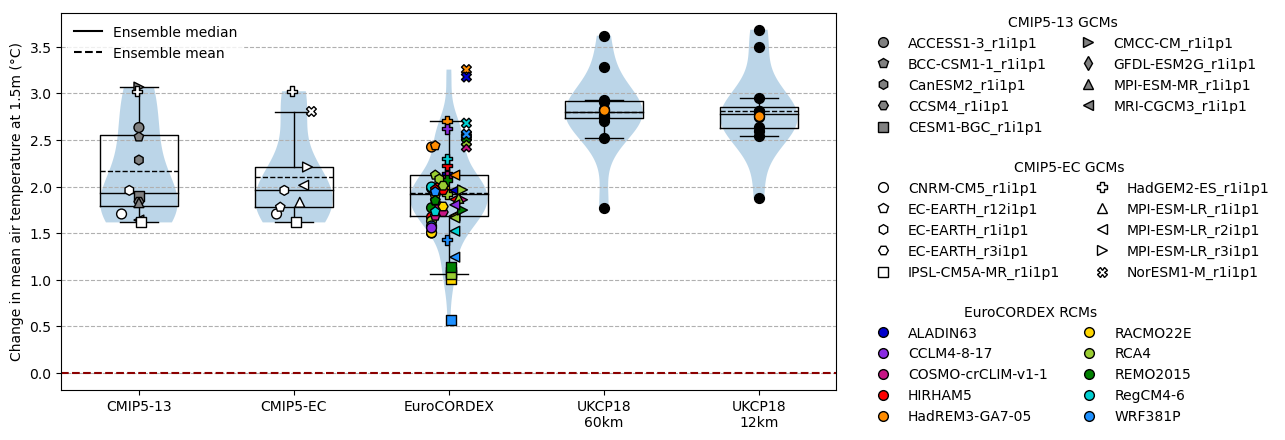 Change in mean air temperature at 1.5m (°C)
3.5
3.0
2.5
2.0
1.5
1.0
0.5
0.0
Ensemble median
Ensemble mean
CMIP5-13
CMIP5-EC
EuroCORDEX
UKCP18
60km
UKCP18
12km
CMIP5-13 GCMs
ACCESS1-3_r1i1p1
BCC-CSM1-1_r1i1p1
CanESM2_r1i1p1
CCSM4_r1i1p1
CESM1-BGC_r1i1p1
CMCC-CM_r1i1p1
GFDL-ESM2G_r1i1p1
MPI-ESM-MR_r1i1p1
MRI-CGCM3_r1i1p1
CMIP5-EC GCMs
CNRM-CM5_r1i1p1
EC-EARTH_r12i1p1
EC-EARTH_r1i1p1
EC-EARTH_r3i1p1
IPSL-CM5A-MR_r1i1p1
HadGEM2-ES_r1i1p1
MPI-ESM-LR_r1i1p1
MPI-ESM-LR_r2i1p1
MPI-ESM-LR_r3i1p1
NorESM1-M_r1i1p1
EuroCORDEX RCMs
ALADIN63
CCLM4-8-17
COSMO-crCLIM-v1-1
HIRHAM5
HadREM3-GA7-05
RACMO22E
RCA4
REMO2015
RegCM4-6
WRF381P